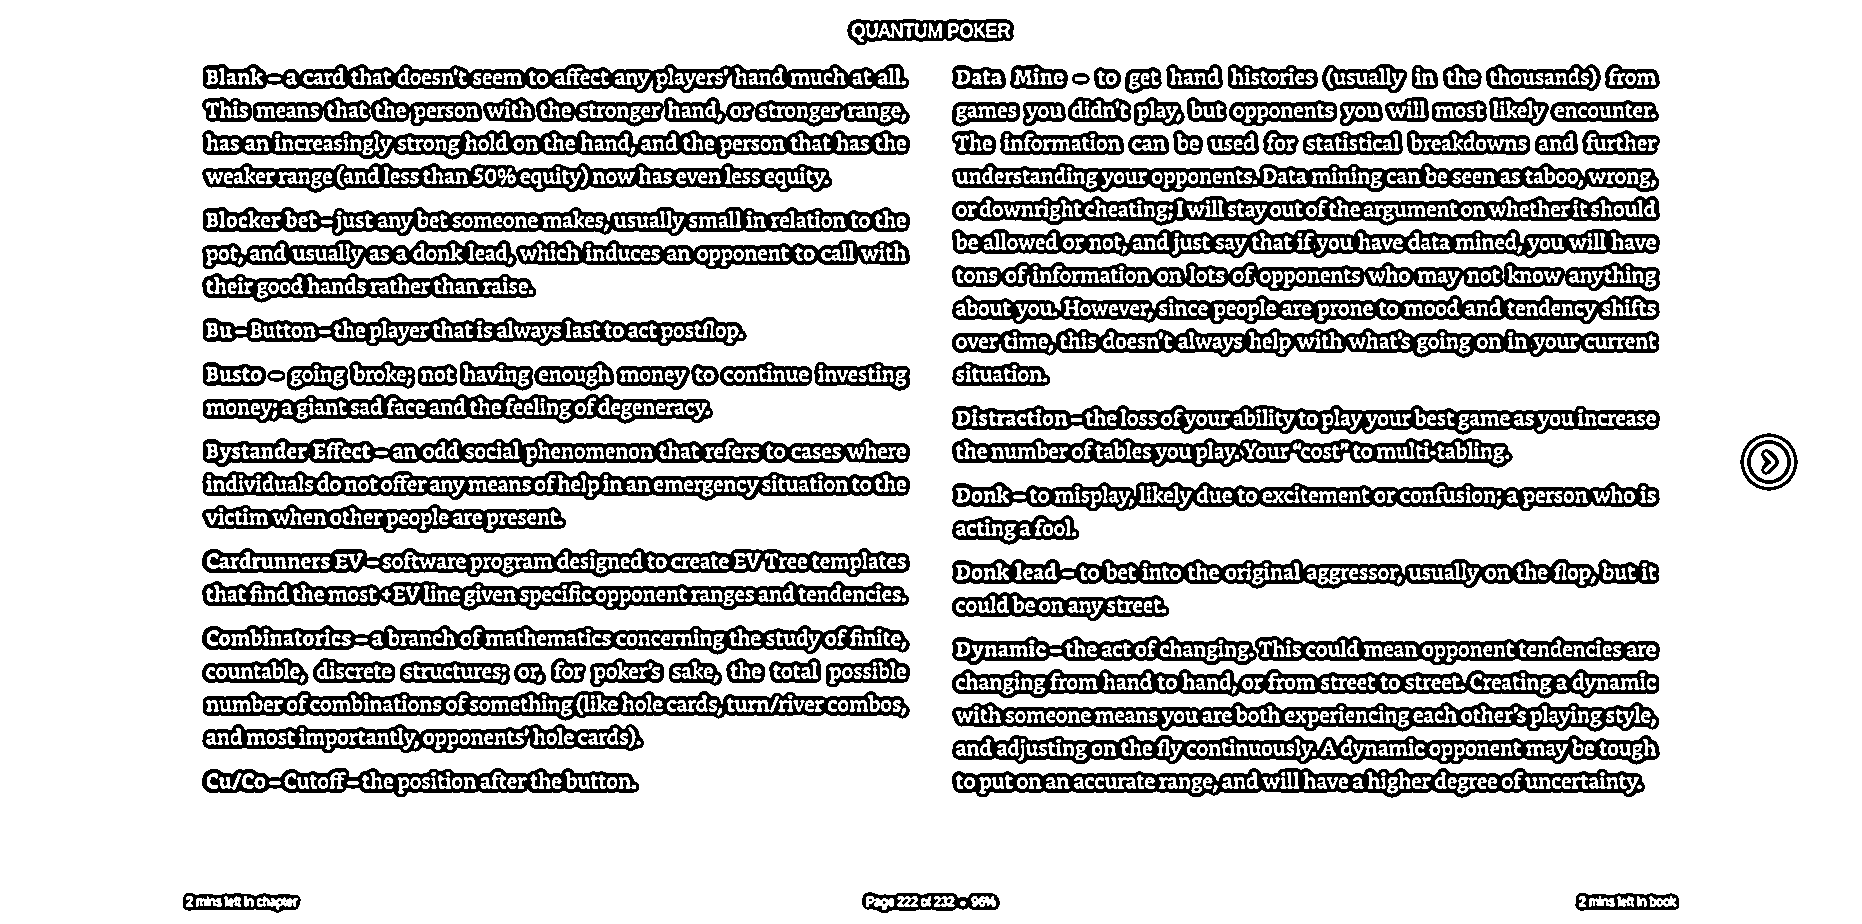 QUANTUM POKER
Blank – a card that doesn't seem to affect any players' hand much at all.
This means that the person with the stronger hand, or stronger range,
has an increasingly strong hold on the hand, and the person that has the
weaker range (and less than 50% equity) now has even less equity.
Blocker bet – just any bet someone makes, usually small in relation to the
pot, and usually as a donk lead, which induces an opponent to call with
their good hands rather than raise.
Bu – Button – the player that is always last to act postflop.
Busto – going broke; not having enough money to continue investing
money; a giant sad face and the feeling of degeneracy.
Bystander Effect – an odd social phenomenon that refers to cases where
individuals do not offer any means of help in an emergency situation to the
victim when other people are present.
Cardrunners EV – software program designed to create EV Tree templates
that find the most +EV line given specific opponent ranges and tendencies.
Combinatorics – a branch of mathematics concerning the study of finite,
countable, discrete structures; or, for poker's sake, the total possible
number of combinations of something (like hole cards, turn/river combos,
and most importantly, opponents' hole cards).
Cu/Co – Cutoff – the position after the button.
Data Mine – to get hand histories (usually in the thousands) from
games you didn't play, but opponents you will most likely encounter.
The information can be used for statistical breakdowns and further
understanding your opponents. Data mining can be seen as taboo, wrong,
or downright cheating; I will stay out of the argument on whether it should
be allowed or not, and just say that if you have data mined, you will have
tons of information on lots of opponents who may not know anything
about you. However, since people are prone to mood and tendency shifts
over time, this doesn't always help with what's going on in your current
situation.
Distraction – the loss of your ability to play your best game as you increase
the number of tables you play. Your "cost" to multi-tabling.
Donk – to misplay, likely due to excitement or confusion; a person who is
acting a fool.
Donk lead – to bet into the original aggressor, usually on the flop, but it
could be on any street.
Dynamic – the act of changing. This could mean opponent tendencies are
changing from hand to hand, or from street to street. Creating a dynamic
with someone means you are both experiencing each other's playing style,
and adjusting on the fly continuously. A dynamic opponent may be tough
to put on an accurate range, and will have a higher degree of uncertainty.
2 mins left in chapter
Page 222 of 232 • 96%
2 mins left in book